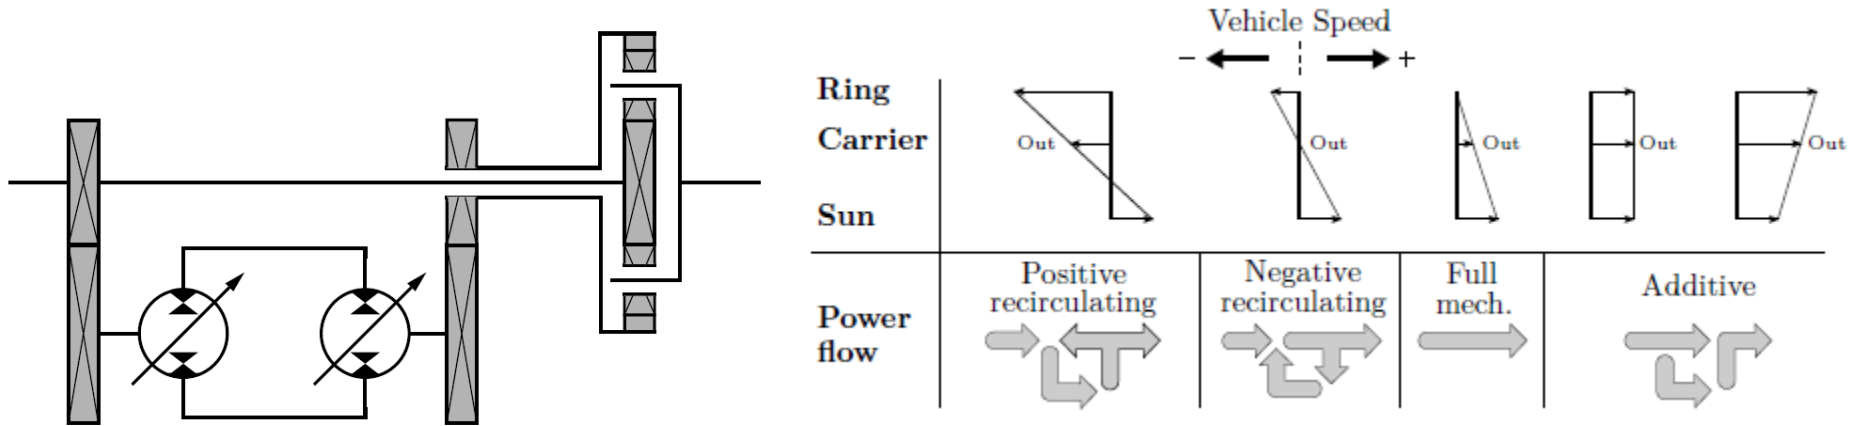 Vehicle Speed
− +
Ring
Carrier
Sun
Out Out Out Out Out
Power
flow
Positive
recirculating
Negative
recirculating
Full
mech.
Additive